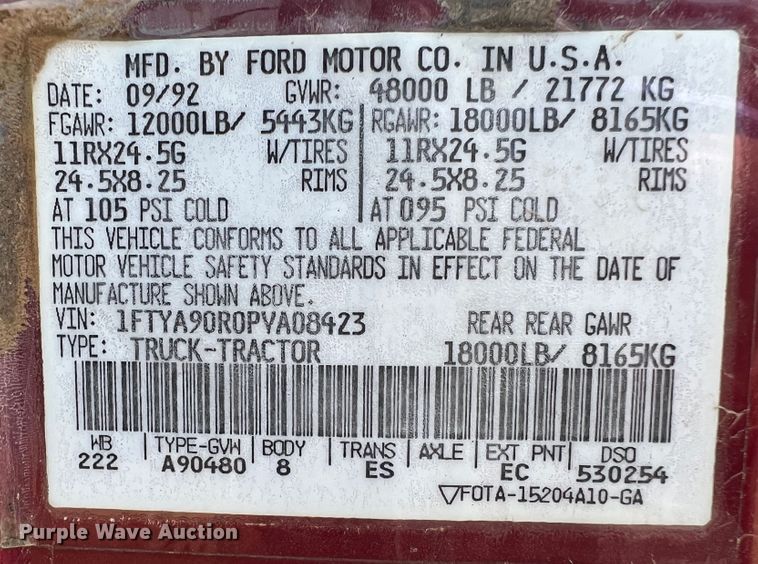 MFD. BY FORD MOTOR CO. IN U.S.A.
DATE: 09/92 GVWR: 48000 LB / 21772 KG
FGAWR: 12000LB/ 5443KG RGAWR: 18000LB/ 8165KG
11RX24.5G W/TIRES 11RX24.5G W/TIRES
24.5X8.25 RIMS 24.5X8.25 RIMS
AT 105 PSI COLD AT 095 PSI COLD
THIS VEHICLE CONFORMS TO ALL APPLICABLE FEDERAL
MOTOR VEHICLE SAFETY STANDARDS IN EFFECT ON THE DATE OF
MANUFACTURE SHOWN ABOVE.
VIN: 1FTYA90R0PVA08423 REAR REAR GAWR
TYPE: TRUCK-TRACTOR 18000LB/ 8165KG
WB TYPE-GVW BODY TRANS AXLE EXT PNT DSO
222 A90480 8 ES EC 530254
▽FOTA-15204A10-GA
Purple Wave Auction